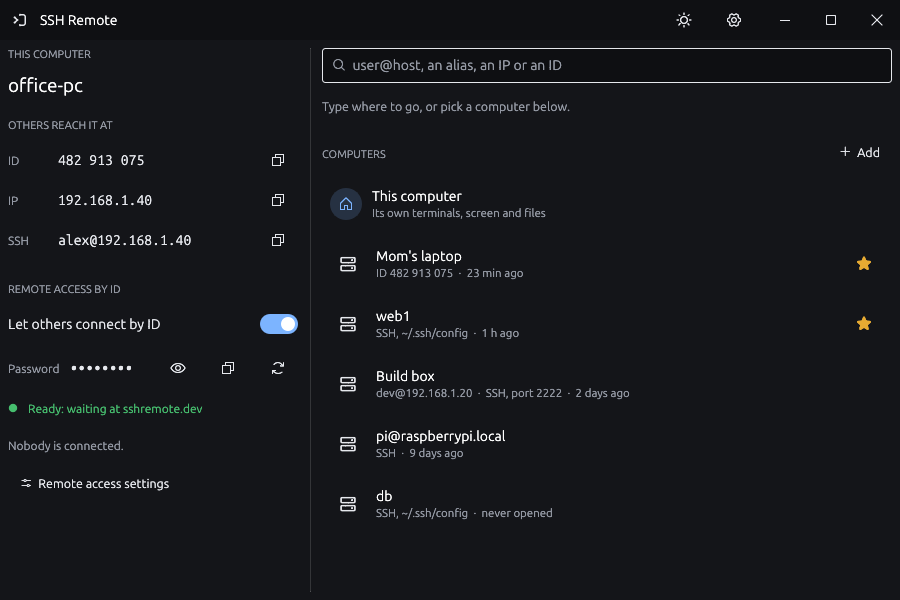 SSH Remote
THIS COMPUTER
office-pc
OTHERS REACH IT AT
ID 482 913 075
IP 192.168.1.40
SSH alex@192.168.1.40
REMOTE ACCESS BY ID
Let others connect by ID
Password ••••••••
Ready: waiting at sshremote.dev
Nobody is connected.
Remote access settings
user@host, an alias, an IP or an ID
Type where to go, or pick a computer below.
COMPUTERS
+ Add
This computer
Its own terminals, screen and files
Mom's laptop
ID 482 913 075 · 23 min ago
web1
SSH, ~/.ssh/config · 1 h ago
Build box
dev@192.168.1.20 · SSH, port 2222 · 2 days ago
pi@raspberrypi.local
SSH · 9 days ago
db
SSH, ~/.ssh/config · never opened